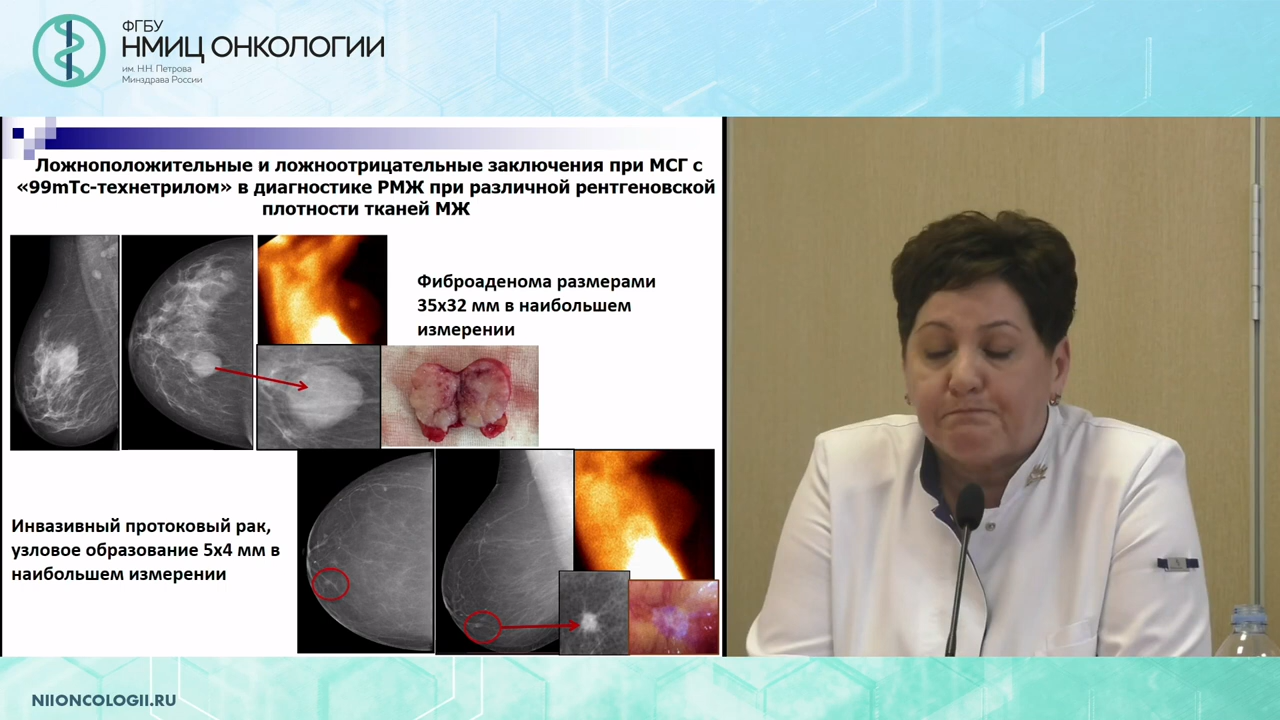 ФГБУ
НМИЦ ОНКОЛОГИИ
им. Н.Н. Петрова
Минздрава России
Ложноположительные и ложноотрицательные заключения при МСГ с
«99mTc-технетрилом» в диагностике РМЖ при различной рентгеновской
плотности тканей МЖ
Фиброаденома размерами
35х32 мм в наибольшем
измерении
Инвазивный протоковый рак,
узловое образование 5х4 мм в
наибольшем измерении
NIIONCOLOGII.RU